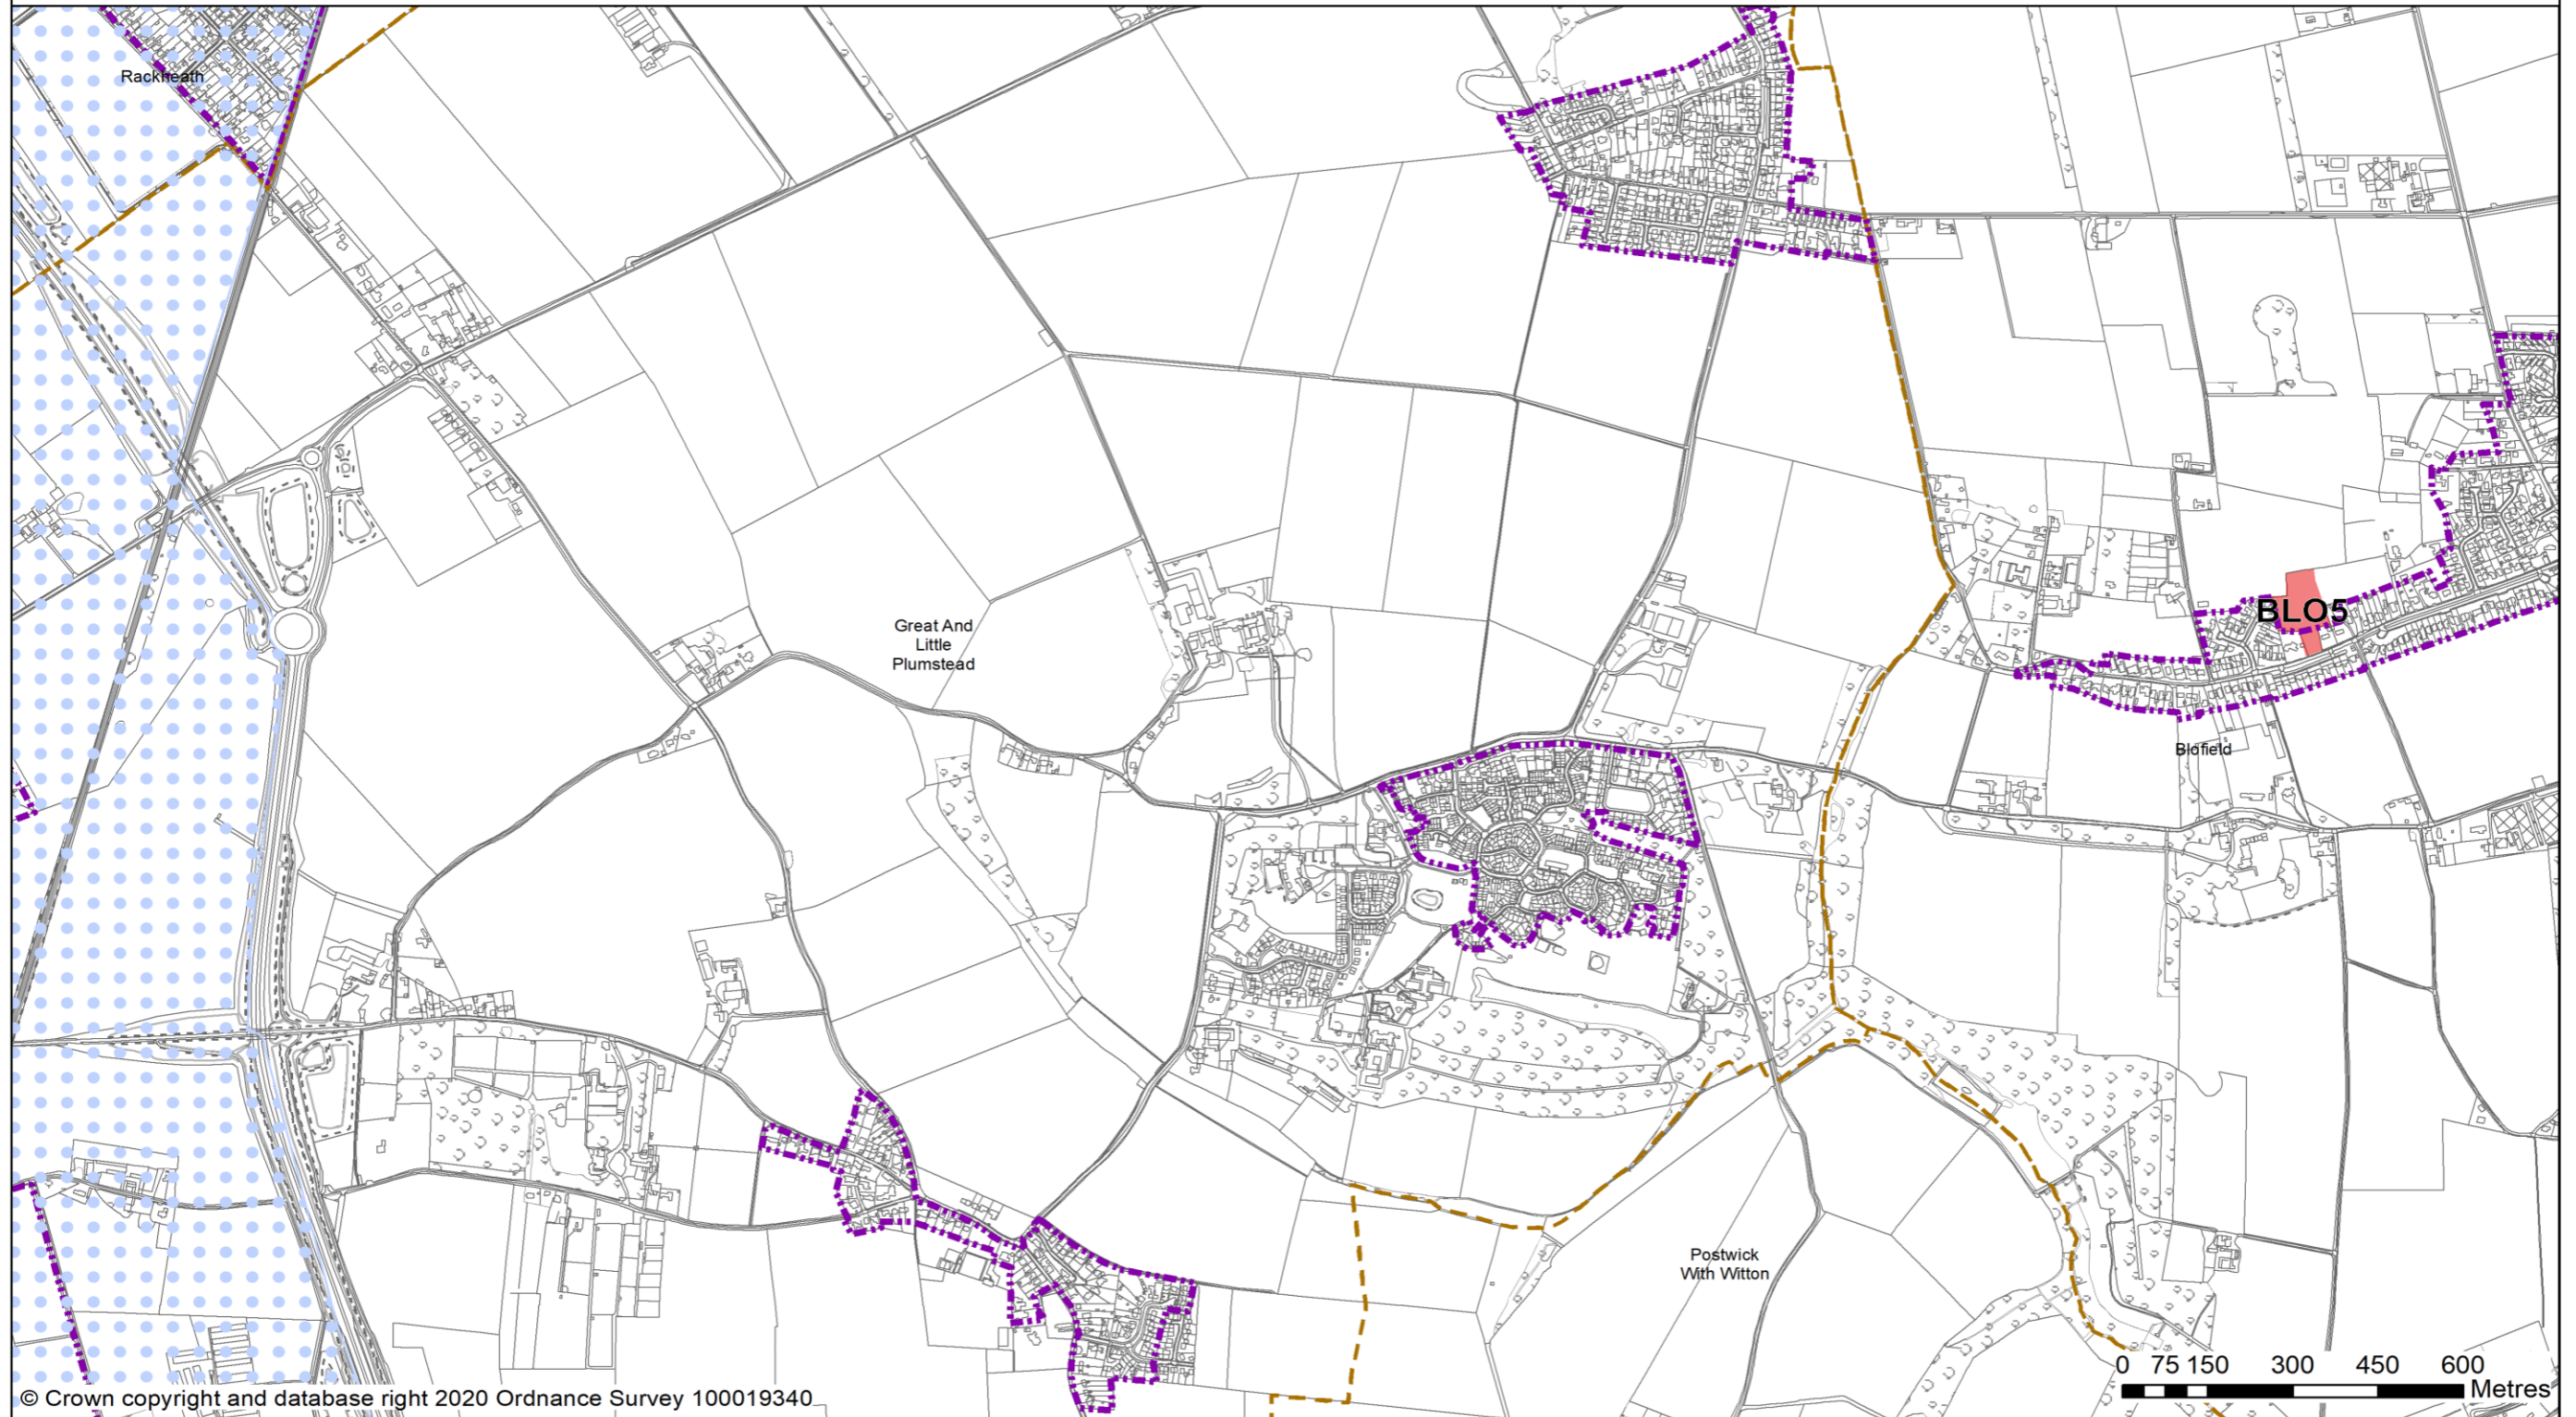 Rackheath
BLO5
Great And
Little
Plumstead
Blofield
Postwick
With Witton
0 75 150 300 450 600
Metres
© Crown copyright and database right 2020 Ordnance Survey 100019340